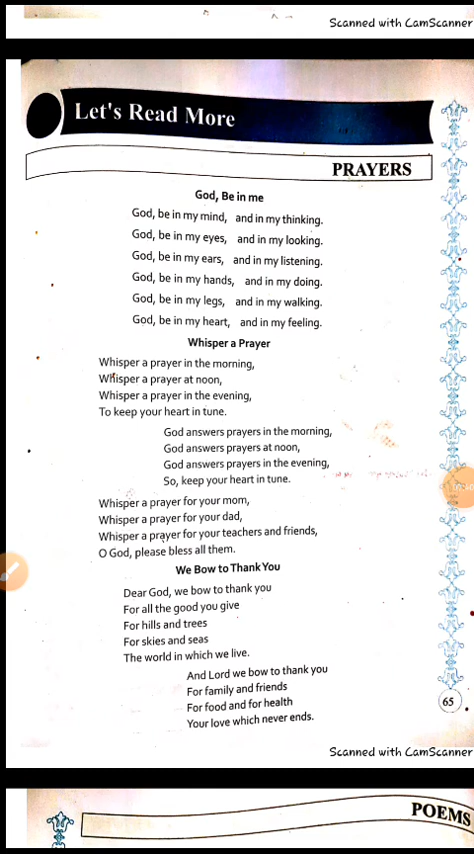 Scanned with CamScanner
Let's Read More
PRAYERS
God, Be in me
God, be in my mind, and in my thinking.
God, be in my eyes, and in my looking.
God, be in my ears, and in my listening.
God, be in my hands, and in my doing.
God, be in my legs, and in my walking.
God, be in my heart, and in my feeling.
Whisper a Prayer
Whisper a prayer in the morning,
Whisper a prayer at noon,
Whisper a prayer in the evening,
To keep your heart in tune.
God answers prayers in the morning,
God answers prayers at noon,
God answers prayers in the evening,
So, keep your heart in tune.
Whisper a prayer for your mom,
Whisper a prayer for your dad,
Whisper a prayer for your teachers and friends,
O God, please bless all them.
We Bow to Thank You
Dear God, we bow to thank you
For all the good you give
For hills and trees
For skies and seas
The world in which we live.
And Lord we bow to thank you
For family and friends
For food and for health
Your love which never ends.
65
Scanned with CamScanner
POEMS